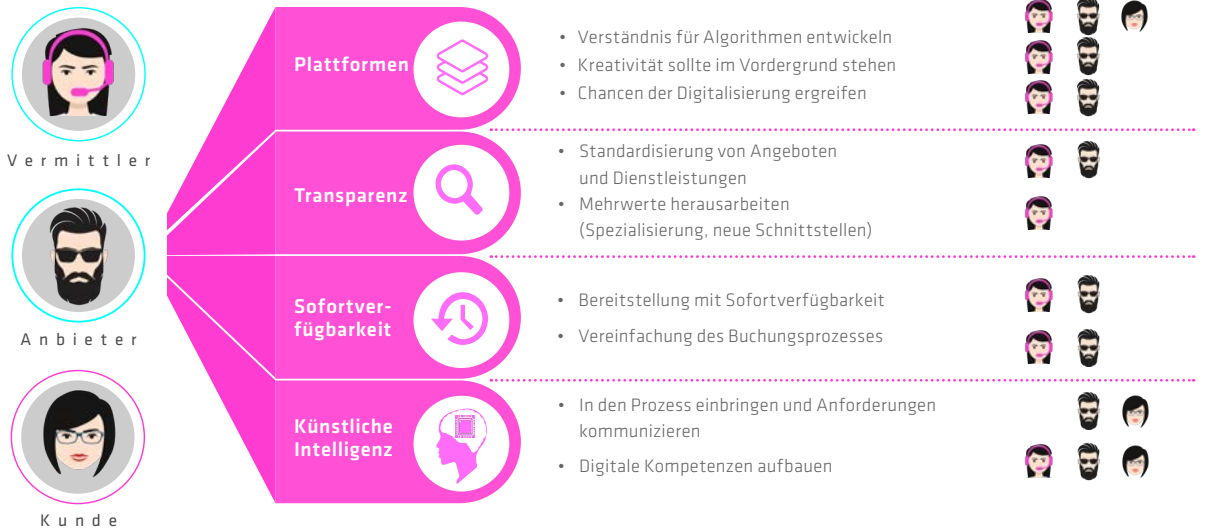 Vermittler
Anbieter
Kunde
Plattformen
• Verständnis für Algorithmen entwickeln
• Kreativität sollte im Vordergrund stehen
• Chancen der Digitalisierung ergreifen
Transparenz
• Standardisierung von Angeboten
und Dienstleistungen
• Mehrwerte herausarbeiten
(Spezialisierung, neue Schnittstellen)
Sofortver-
fügbarkeit
• Bereitstellung mit Sofortverfügbarkeit
• Vereinfachung des Buchungsprozesses
Künstliche
Intelligenz
• In den Prozess einbringen und Anforderungen
kommunizieren
• Digitale Kompetenzen aufbauen